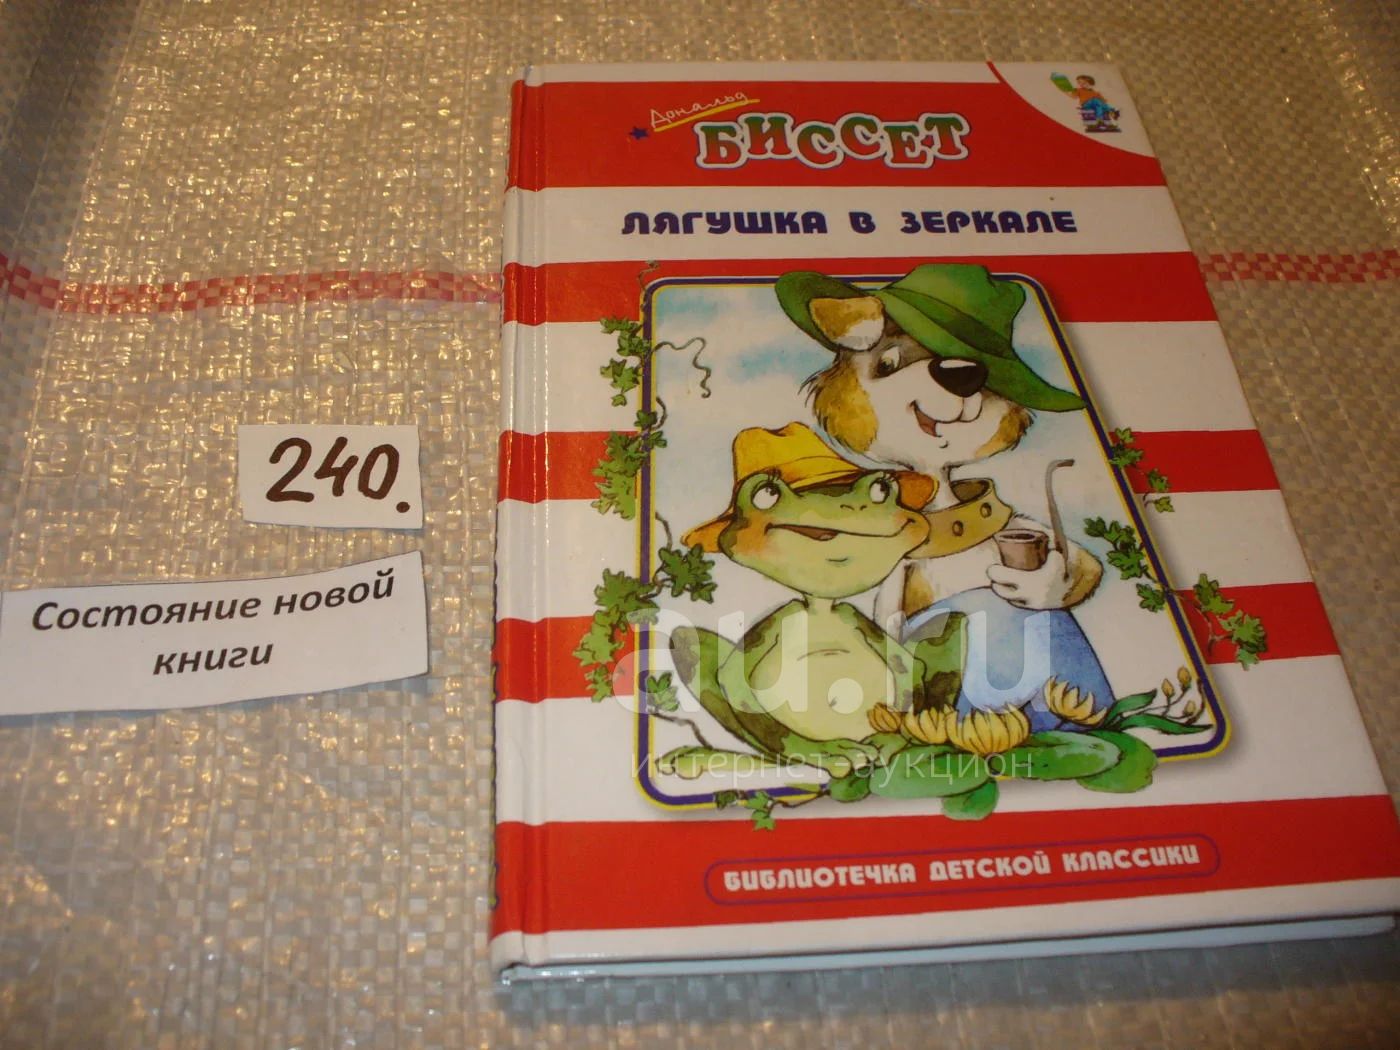 Дональд
БИССЕТ
ЛЯГУШКА В ЗЕРКАЛЕ
240.
Состояние новой
книги
au.ru
интернет-аукцион
БИБЛИОТЕЧКА ДЕТСКОЙ КЛАССИКИ